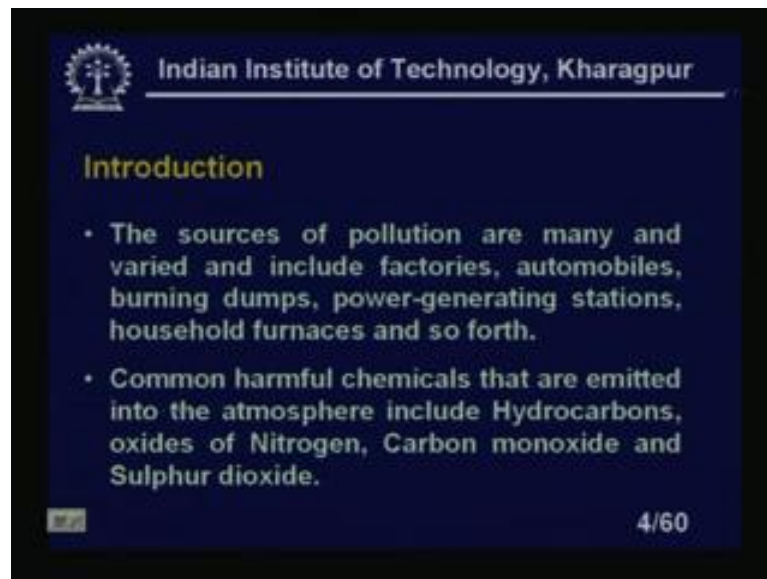 Indian Institute of Technology, Kharagpur
Introduction
• The sources of pollution are many and
varied and include factories, automobiles,
burning dumps, power-generating stations,
household furnaces and so forth.
• Common harmful chemicals that are emitted
into the atmosphere include Hydrocarbons,
oxides of Nitrogen, Carbon monoxide and
Sulphur dioxide.
4/60